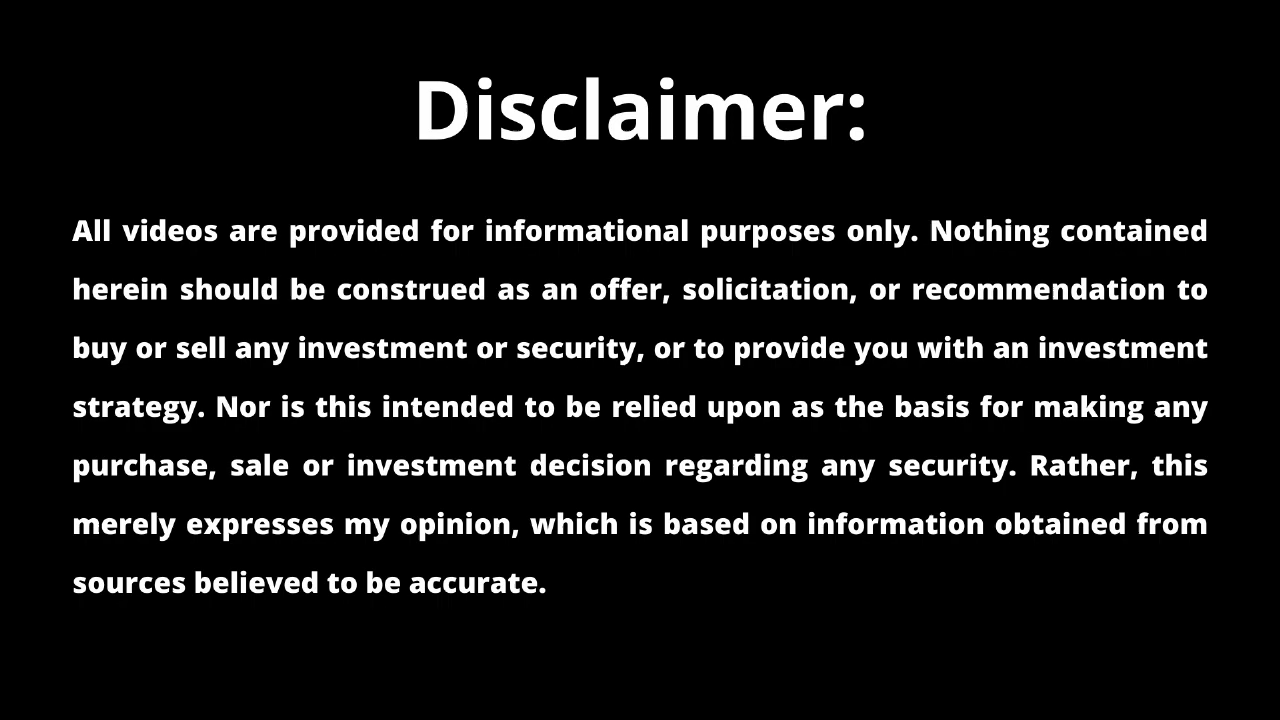 Disclaimer:
All videos are provided for informational purposes only. Nothing contained
herein should be construed as an offer, solicitation, or recommendation to
buy or sell any investment or security, or to provide you with an investment
strategy. Nor is this intended to be relied upon as the basis for making any
purchase, sale or investment decision regarding any security. Rather, this
merely expresses my opinion, which is based on information obtained from
sources believed to be accurate.